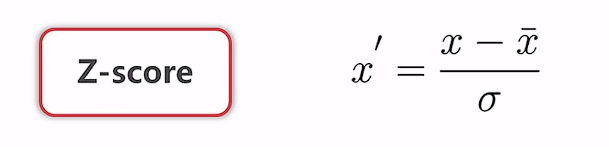 Z-score
x' = (x − x̄) / σ